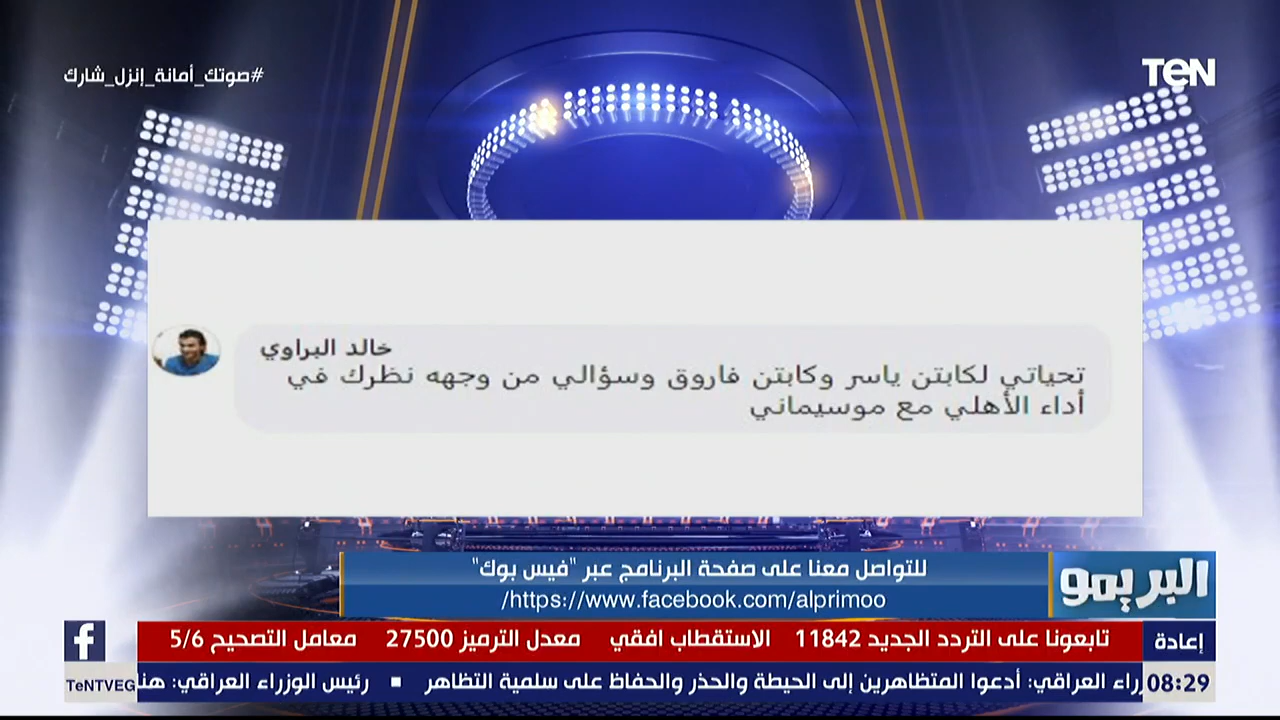 #صوتك_أمانة_إنزل_شارك
TeN
خالد البراوي
تحياتي لكابتن ياسر وكابتن فاروق وسؤالي من وجهه نظرك في
أداء الأهلي مع موسيماني
البريمو
للتواصل معنا على صفحة البرنامج عبر "فيس بوك"
https://www.facebook.com/alprimoo/
إعادة
تابعونا على التردد الجديد 11842 الاستقطاب افقي معدل الترميز 27500 معامل التصحيح 5/6
08:29
العراقي: أدعوا المتظاهرين إلى الحيطة والحذر والحفاظ على سلمية التظاهر ■ رئيس الوزراء العراقي:
TeNTVEG